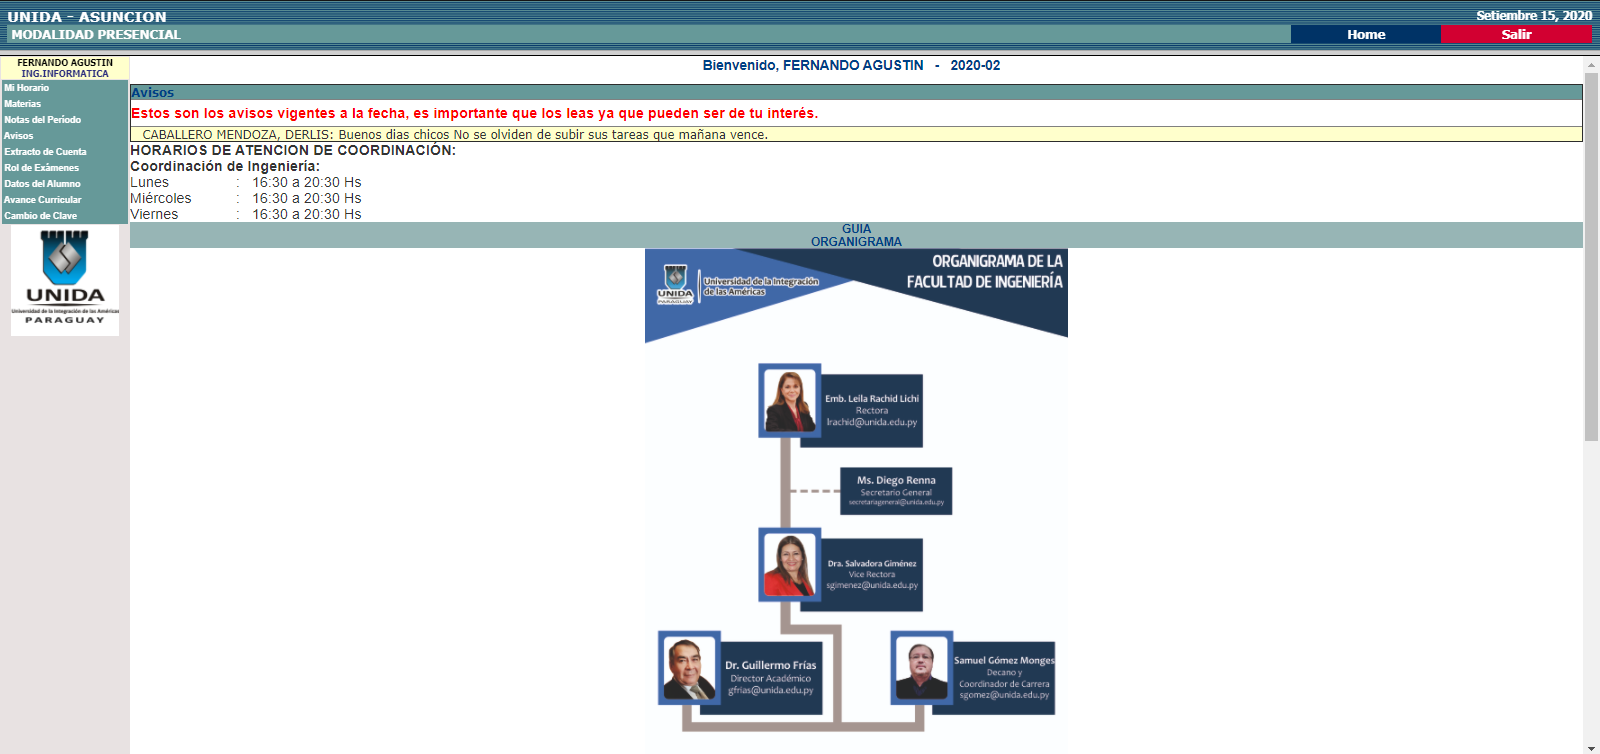 UNIDA - ASUNCION
Setiembre 15, 2020
MODALIDAD PRESENCIAL
Home
Salir
FERNANDO AGUSTIN
ING.INFORMATICA
Mi Horario
Materias
Notas del Período
Avisos
Extracto de Cuenta
Rol de Exámenes
Datos del Alumno
Avance Curricular
Cambio de Clave
UNIDA
Universidad de la Integración de las Américas
PARAGUAY
Bienvenido, FERNANDO AGUSTIN - 2020-02
Avisos
Estos son los avisos vigentes a la fecha, es importante que los leas ya que pueden ser de tu interés.
CABALLERO MENDOZA, DERLIS: Buenos dias chicos No se olviden de subir sus tareas que mañana vence.
HORARIOS DE ATENCION DE COORDINACIÓN:
Coordinación de Ingeniería:
Lunes : 16:30 a 20:30 Hs
Miércoles : 16:30 a 20:30 Hs
Viernes : 16:30 a 20:30 Hs
GUIA
ORGANIGRAMA
UNIDA
PARAGUAY
Universidad de la Integración
de las Américas
ORGANIGRAMA DE LA
FACULTAD DE INGENIERÍA
Emb. Leila Rachid Lichi
Rectora
lrachid@unida.edu.py
Ms. Diego Renna
Secretario General
secretariageneral@unida.edu.py
Dra. Salvadora Giménez
Vice Rectora
sgimenez@unida.edu.py
Dr. Guillermo Frías
Director Académico
gfrias@unida.edu.py
Samuel Gómez Monges
Decano y
Coordinador de Carrera
sgomez@unida.edu.py